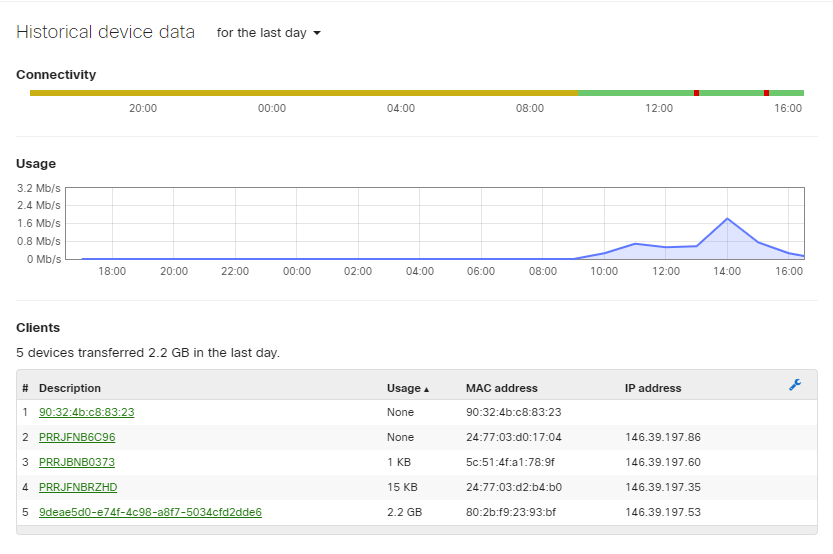 Historical device data for the last day
Connectivity
20:00 00:00 04:00 08:00 12:00 16:00
Usage
3.2 Mb/s
2.4 Mb/s
1.6 Mb/s
0.8 Mb/s
0 Mb/s
18:00 20:00 22:00 00:00 02:00 04:00 06:00 08:00 10:00 12:00 14:00 16:00
Clients
5 devices transferred 2.2 GB in the last day.
# Description Usage ▴ MAC address IP address
1 90:32:4b:c8:83:23 None 90:32:4b:c8:83:23
2 PRRJFNB6C96 None 24:77:03:d0:17:04 146.39.197.86
3 PRRJBNB0373 1 KB 5c:51:4f:a1:78:9f 146.39.197.60
4 PRRJFNBRZHD 15 KB 24:77:03:d2:b4:b0 146.39.197.35
5 9deae5d0-e74f-4c98-a8f7-5034cfd2dde6 2.2 GB 80:2b:f9:23:93:bf 146.39.197.53